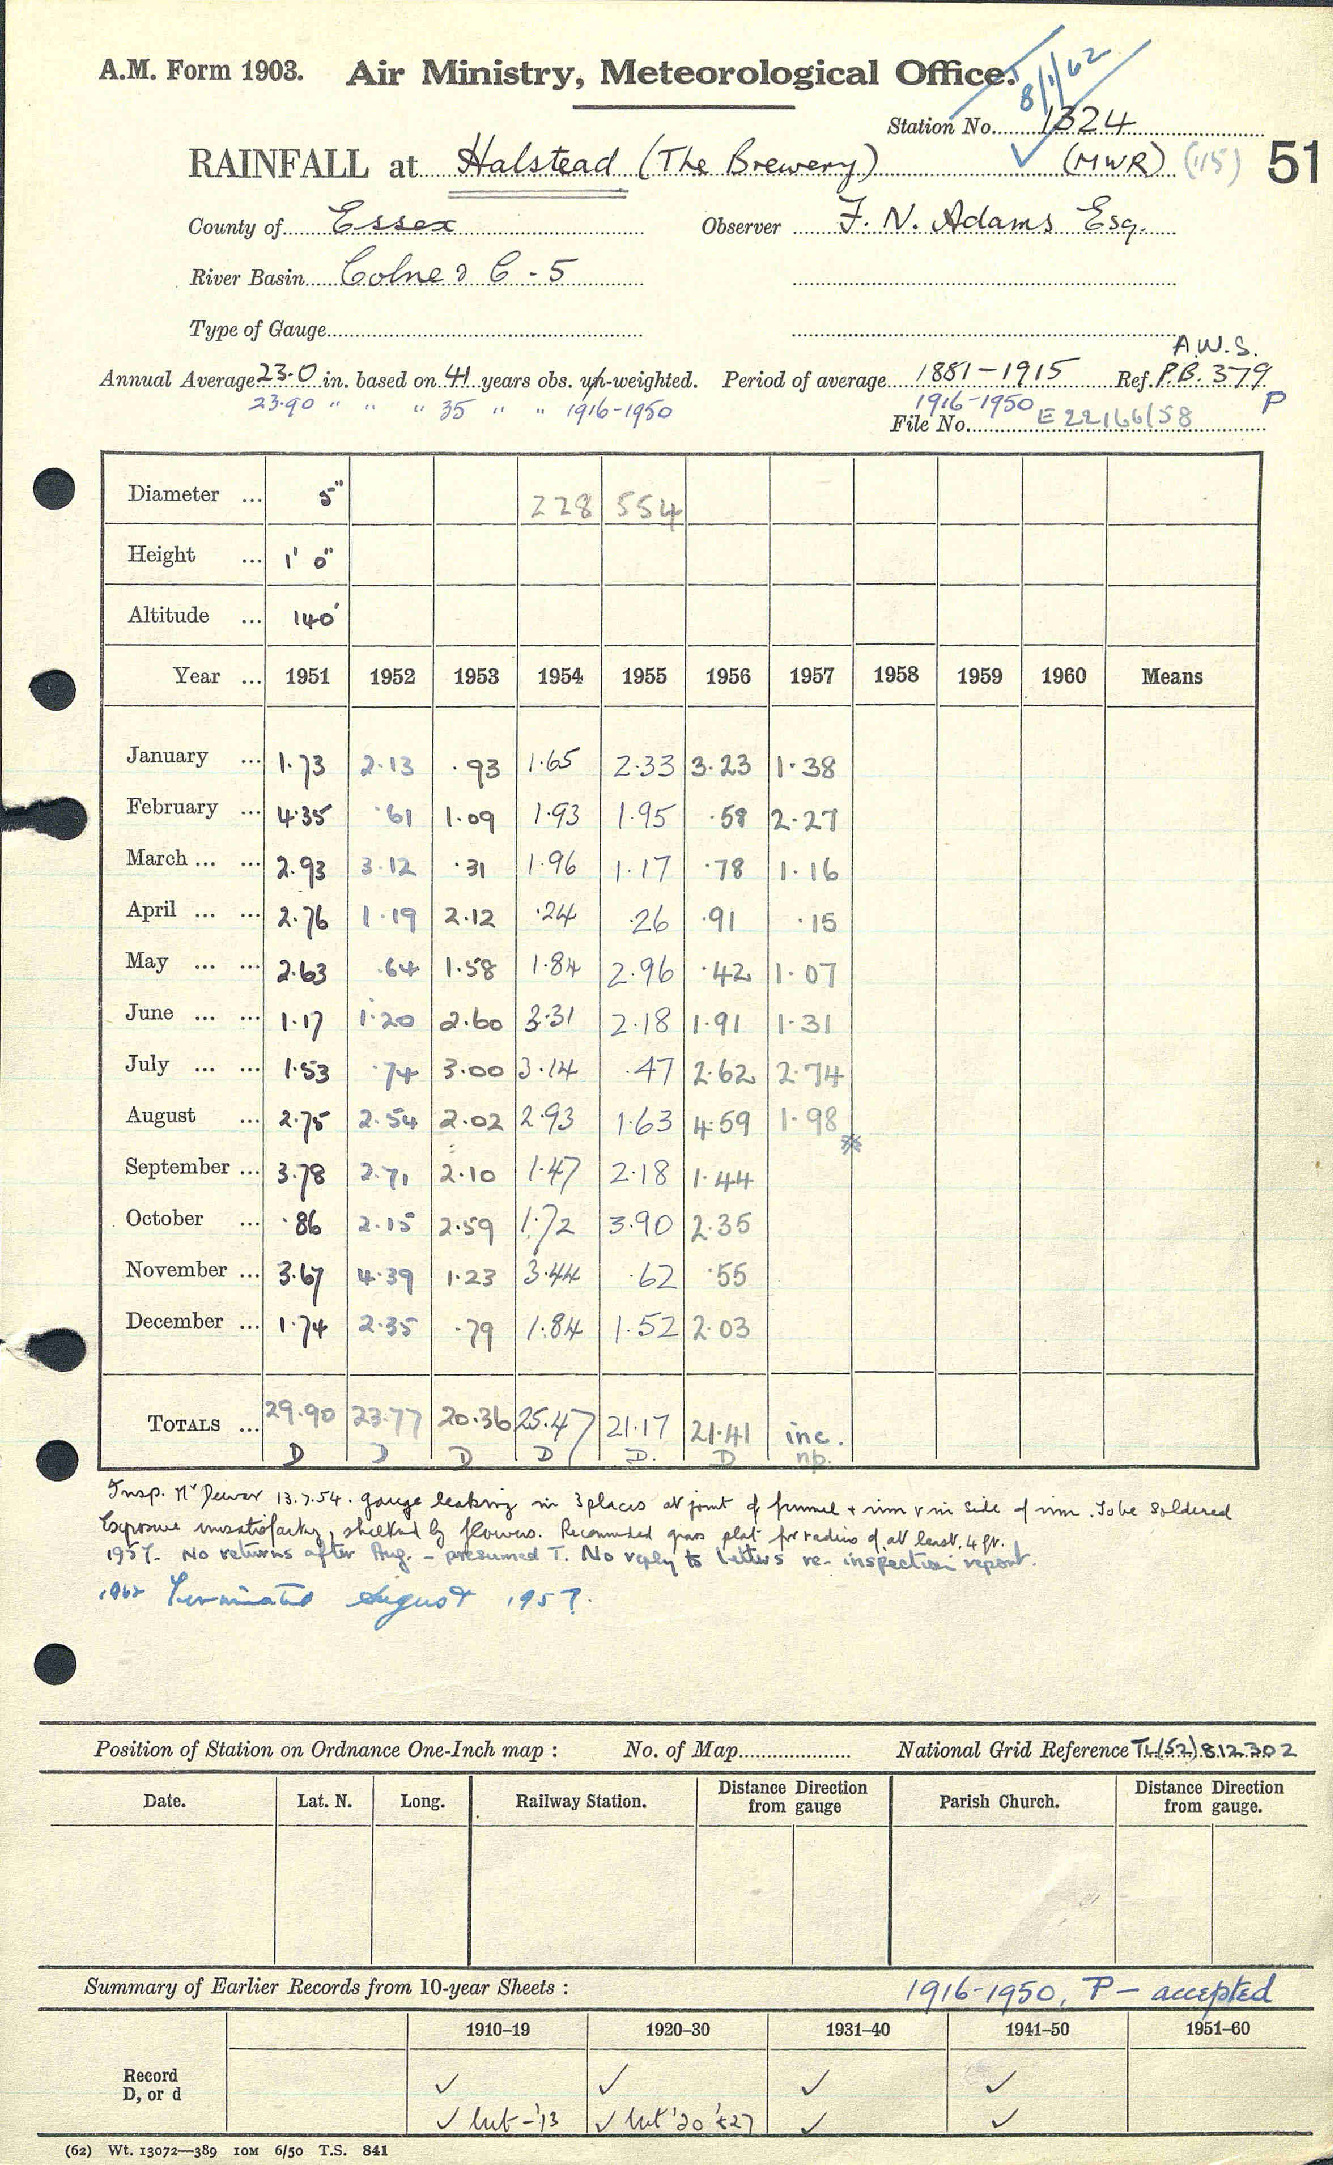 8/1/62
A.M. Form 1903. Air Ministry, Meteorological Office.
Station No. 1324
RAINFALL at Halstead (The Brewery) (MWR) (115) 51
County of Essex Observer F. N. Adams Esq.
River Basin Colne & C - 5
Type of Gauge
A.W.S.
Annual Average 23.0 in. based on 41 years obs. un-weighted. Period of average 1881-1915 Ref. P.B. 379
23.90 " " " 35 " " 1916-1950 1916-1950 P
File No. E 22166/58
Diameter ... 5" 228 554
Height ... 1' 0"
Altitude ... 140'
Year ... 1951 1952 1953 1954 1955 1956 1957 1958 1959 1960 Means
January ... 1.73 2.13 .93 1.65 2.33 3.23 1.38
February ... 4.35 .61 1.09 1.93 1.95 .58 2.27
March ... ... 2.93 3.12 .31 1.96 1.17 .78 1.16
April ... ... 2.76 1.19 2.12 .24 .26 .91 .15
May ... ... 2.63 .64 1.58 1.84 2.96 .42 1.07
June ... ... 1.17 1.20 2.60 3.31 2.18 1.91 1.31
July ... ... 1.53 .74 3.00 3.14 .47 2.62 2.74
August ... 2.75 2.54 2.02 2.93 1.63 4.59 1.98 *
September ... 3.78 2.71 2.10 1.47 2.18 1.44
October ... .86 2.15 2.59 1.72 3.90 2.35
November ... 3.67 4.39 1.23 3.44 .62 .55
December ... 1.74 2.35 .79 1.84 1.52 2.03
TOTALS ... 29.90 23.77 20.36 25.47 21.17 21.41 inc.
D D D D D. D np.
Insp. Mr Dewar 13.7.54. gauge leaking in 3 places at joint of funnel + rim & in side of rim. To be soldered
Exposure unsatisfactory, sheltered by flowers. Recommended grass plot for radius of at least 4 ft.
1957. No returns after Aug. - presumed T. No reply to letters re- inspection report.
1962 Terminated August 1957.
Position of Station on Ordnance One-Inch map : No. of Map National Grid Reference TL(52) 812302
Date. Lat. N. Long. Railway Station. Distance from Direction gauge Parish Church. Distance from Direction gauge.
Summary of Earlier Records from 10-year Sheets : 1916-1950, P - accepted
1910–19 1920–30 1931–40 1941–50 1951–60
Record ✓ ✓ ✓ ✓
D, or d ✓ but -'13 ✓ but '20 '&27 ✓ ✓
(62) Wt. 13072—389 10M 6/50 T.S. 841